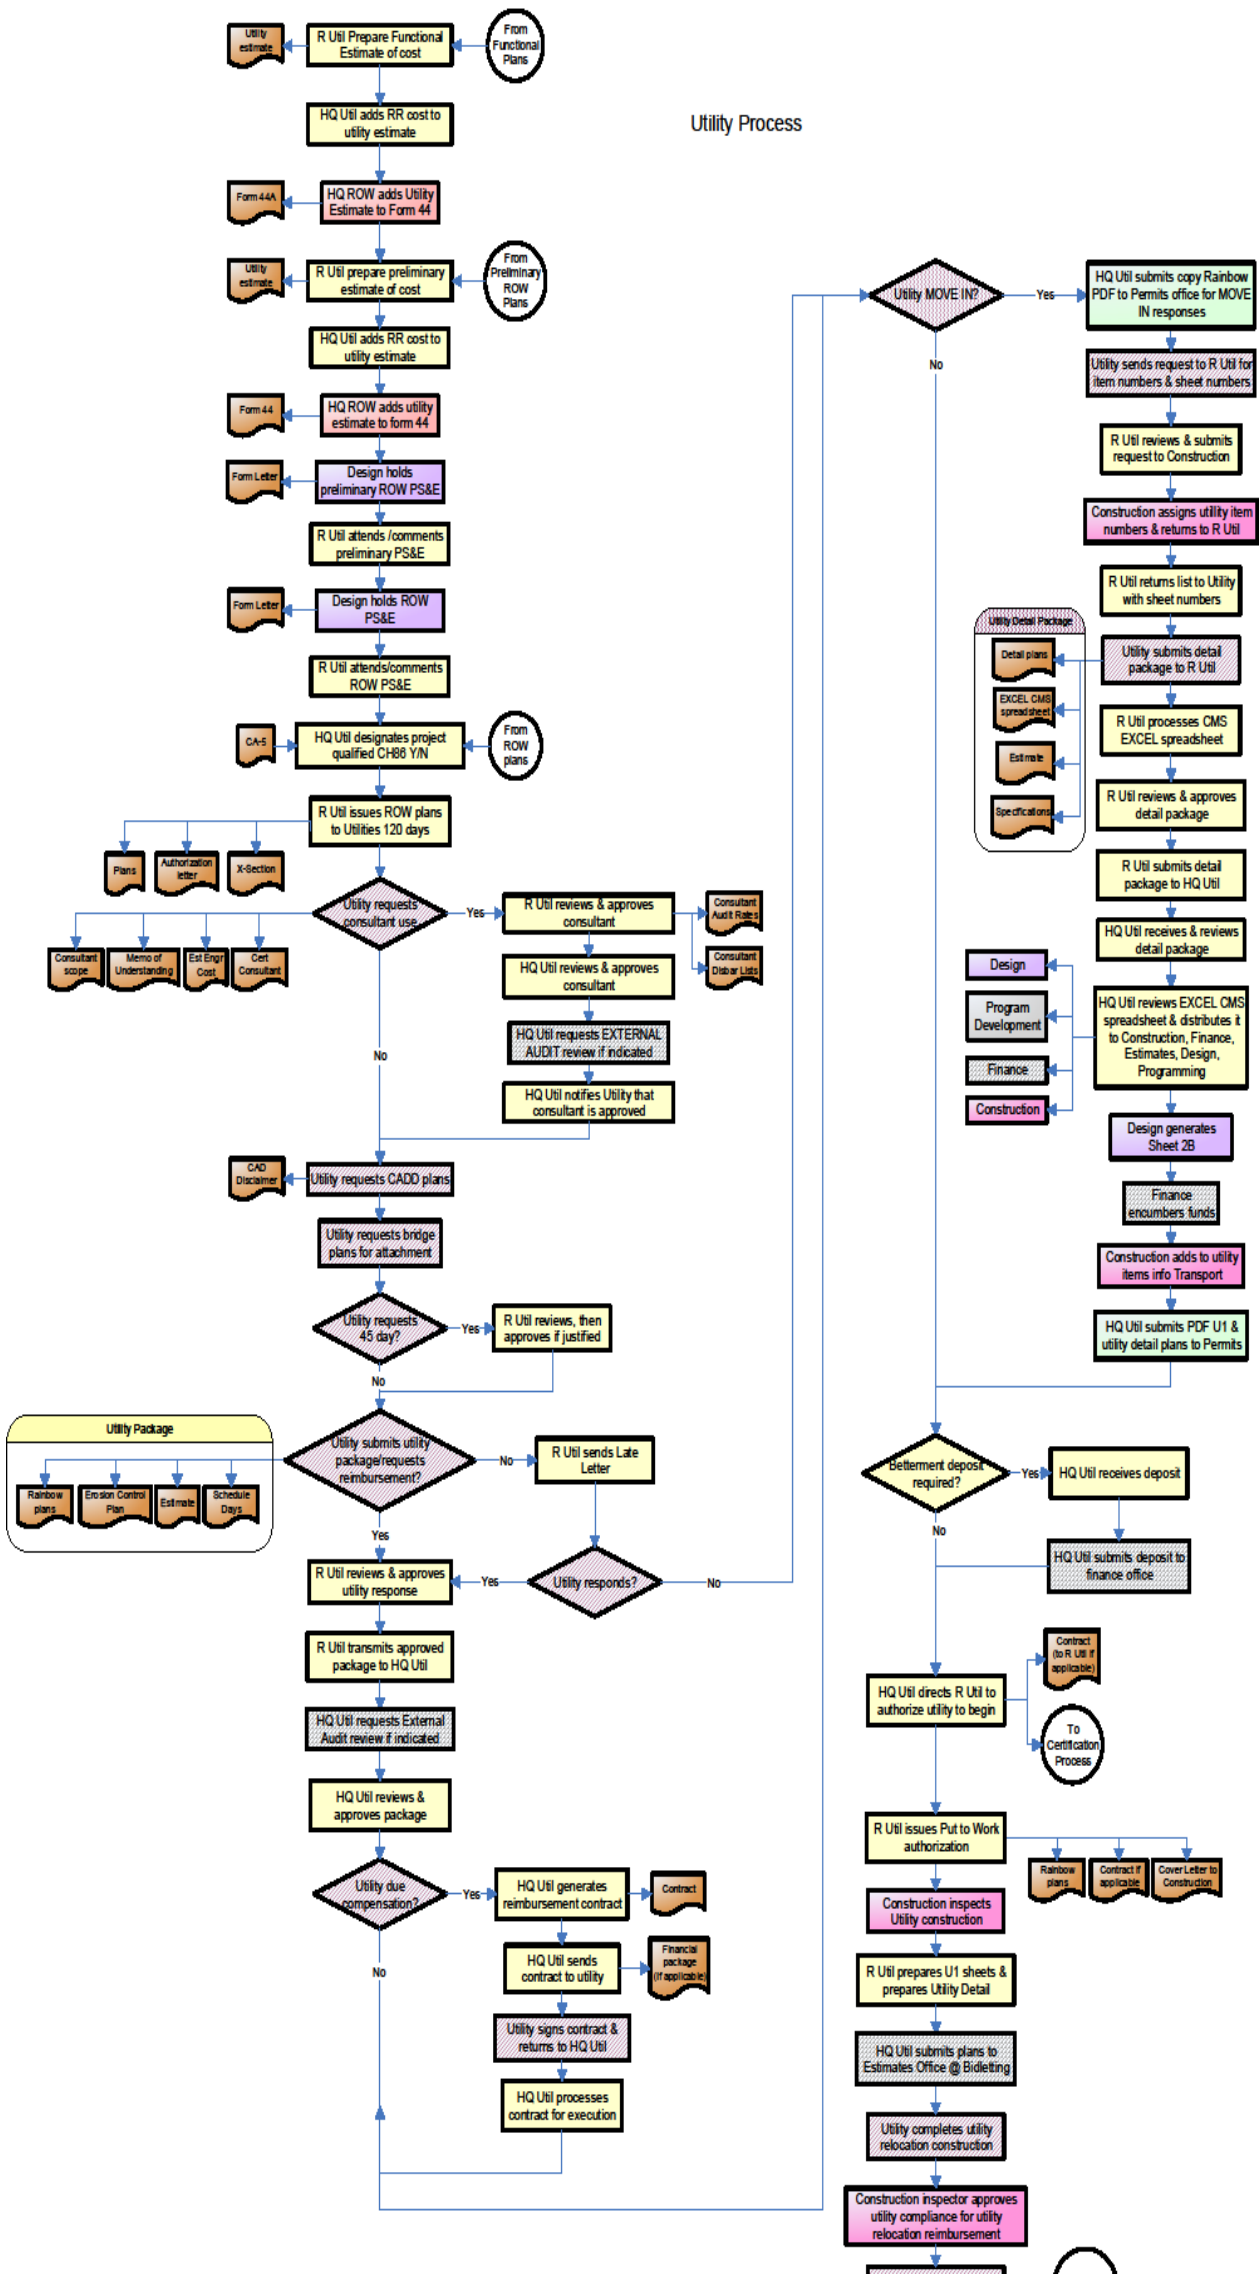 Utility Process
From
Functional
Plans
R Util Prepare Functional
Estimate of cost
Utility
estimate
HQ Util adds RR cost to
utility estimate
HQ ROW adds Utility
Estimate to Form 44
Form 44A
From
Preliminary
ROW
Plans
R Util prepare preliminary
estimate of cost
Utility
estimate
HQ Util adds RR cost to
utility estimate
HQ ROW adds utility
estimate to form 44
Form 44
Design holds
preliminary ROW PS&E
Form Letter
R Util attends /comments
preliminary PS&E
Design holds ROW
PS&E
Form Letter
R Util attends/comments
ROW PS&E
CA-5
HQ Util designates project
qualified CH86 Y/N
From
ROW
plans
R Util issues ROW plans
to Utilities 120 days
Plans
Authorization
letter
X-Section
Utility requests
consultant use
Consultant
scope
Memo of
Understanding
Est Engr
Cost
Cert
Consultant
Yes
R Util reviews & approves
consultant
Consultant
Audit Rates
Consultant
Disbar Lists
HQ Util reviews & approves
consultant
HQ Util requests EXTERNAL
AUDIT review if indicated
HQ Util notifies Utility that
consultant is approved
No
CAD
Disclaimer
Utility requests CADD plans
Utility requests bridge
plans for attachment
Utility requests
45 day?
Yes
R Util reviews, then
approves if justified
No
Utility Package
Rainbow
plans
Erosion Control
Plan
Estimate
Schedule
Days
Utility submits utility
package/requests
reimbursement?
No
R Util sends Late
Letter
Yes
R Util reviews & approves
utility response
Yes
Utility responds?
No
R Util transmits approved
package to HQ Util
HQ Util requests External
Audit review if indicated
HQ Util reviews &
approves package
Utility due
compensation?
Yes
HQ Util generates
reimbursement contract
Contract
HQ Util sends
contract to utility
Financial
package
(if applicable)
No
Utility signs contract &
returns to HQ Util
HQ Util processes
contract for execution
Utility MOVE IN?
Yes
HQ Util submits copy Rainbow
PDF to Permits office for MOVE
IN responses
No
Utility sends request to R Util for
item numbers & sheet numbers
R Util reviews & submits
request to Construction
Construction assigns utility item
numbers & returns to R Util
R Util returns list to Utility
with sheet numbers
Utility Detail Package
Detail plans
EXCEL CMS
spreadsheet
Estimate
Specifications
Utility submits detail
package to R Util
R Util processes CMS
EXCEL spreadsheet
R Util reviews & approves
detail package
R Util submits detail
package to HQ Util
HQ Util receives & reviews
detail package
HQ Util reviews EXCEL CMS
spreadsheet & distributes it
to Construction, Finance,
Estimates, Design,
Programming
Design
Program
Development
Finance
Construction
Design generates
Sheet 2B
Finance
encumbers funds
Construction adds to utility
items info Transport
HQ Util submits PDF U1 &
utility detail plans to Permits
Betterment deposit
required?
Yes
HQ Util receives deposit
No
HQ Util submits deposit to
finance office
HQ Util directs R Util to
authorize utility to begin
Contract
(to R Util if
applicable)
To
Certification
Process
R Util issues Put to Work
authorization
Rainbow
plans
Contract if
applicable
Cover Letter to
Construction
Construction inspects
Utility construction
R Util prepares U1 sheets &
prepares Utility Detail
HQ Util submits plans to
Estimates Office @ Bidletting
Utility completes utility
relocation construction
Construction inspector approves
utility compliance for utility
relocation reimbursement